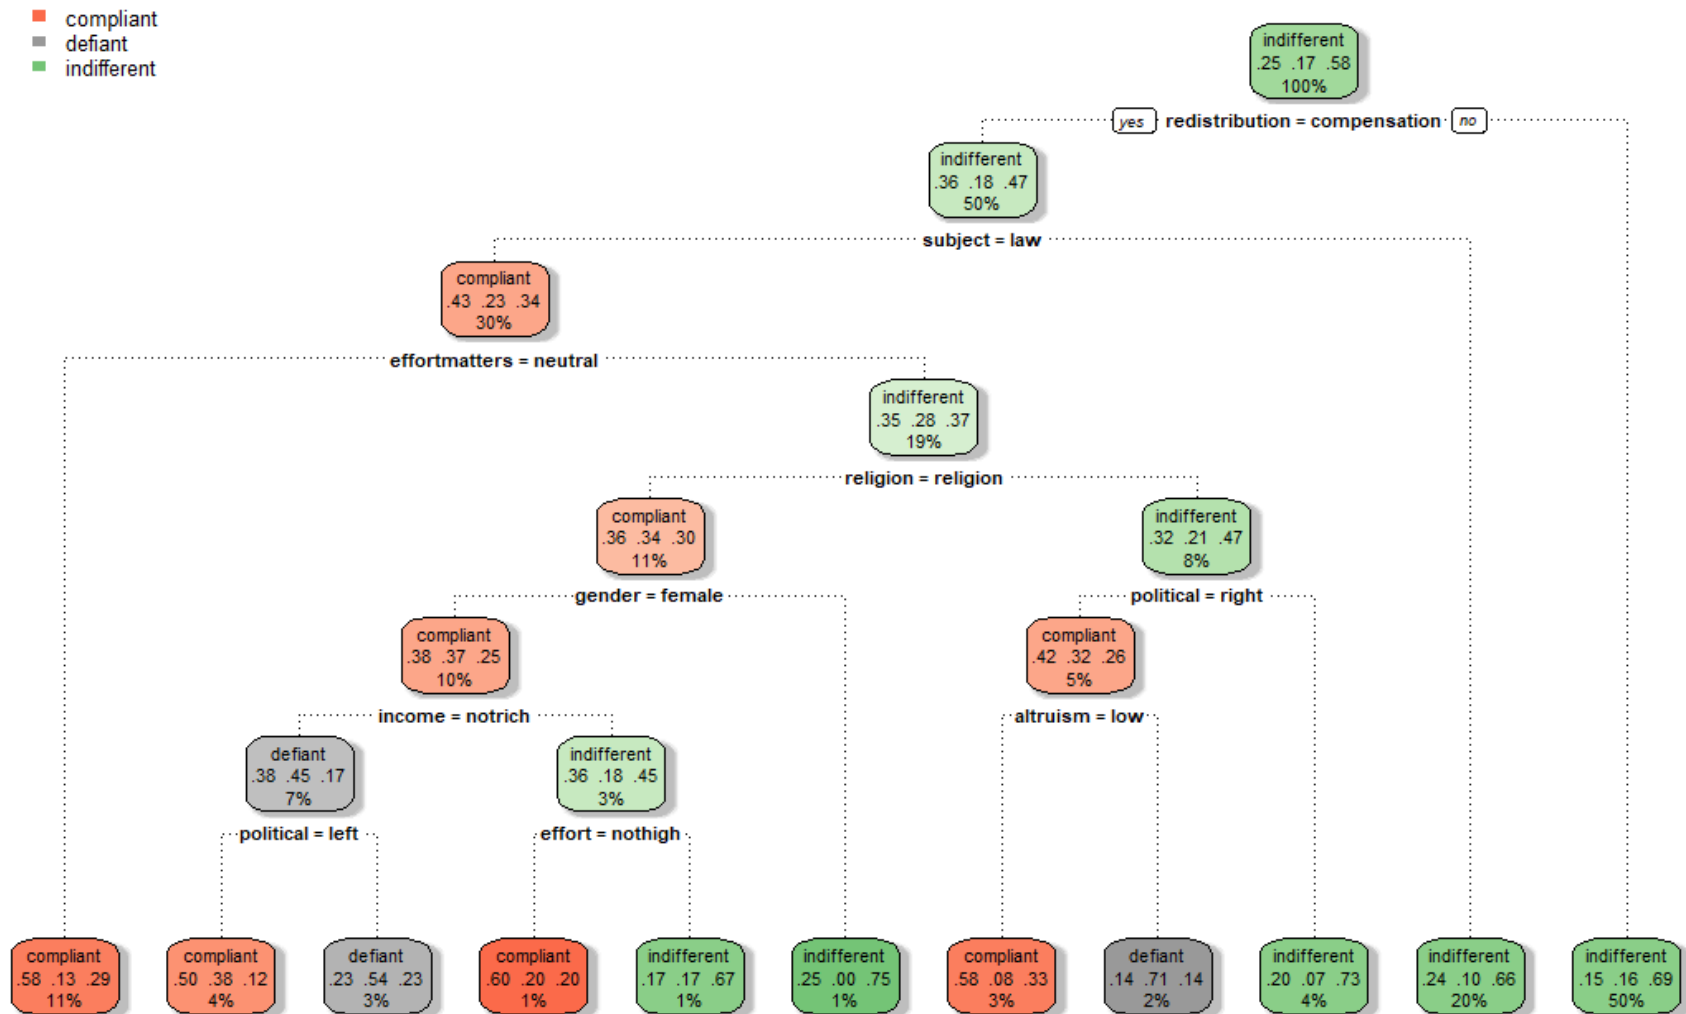 compliant
defiant
indifferent
indifferent
.25 .17 .58
100%
yes redistribution = compensation no
indifferent
.36 .18 .47
50%
subject = law
compliant
.43 .23 .34
30%
effortmatters = neutral
indifferent
.35 .28 .37
19%
religion = religion
compliant
.36 .34 .30
11%
indifferent
.32 .21 .47
8%
gender = female
political = right
compliant
.38 .37 .25
10%
compliant
.42 .32 .26
5%
income = notrich
altruism = low
defiant
.38 .45 .17
7%
indifferent
.36 .18 .45
3%
political = left
effort = nothigh
compliant
.58 .13 .29
11%
compliant
.50 .38 .12
4%
defiant
.23 .54 .23
3%
compliant
.60 .20 .20
1%
indifferent
.17 .17 .67
1%
indifferent
.25 .00 .75
1%
compliant
.58 .08 .33
3%
defiant
.14 .71 .14
2%
indifferent
.20 .07 .73
4%
indifferent
.24 .10 .66
20%
indifferent
.15 .16 .69
50%